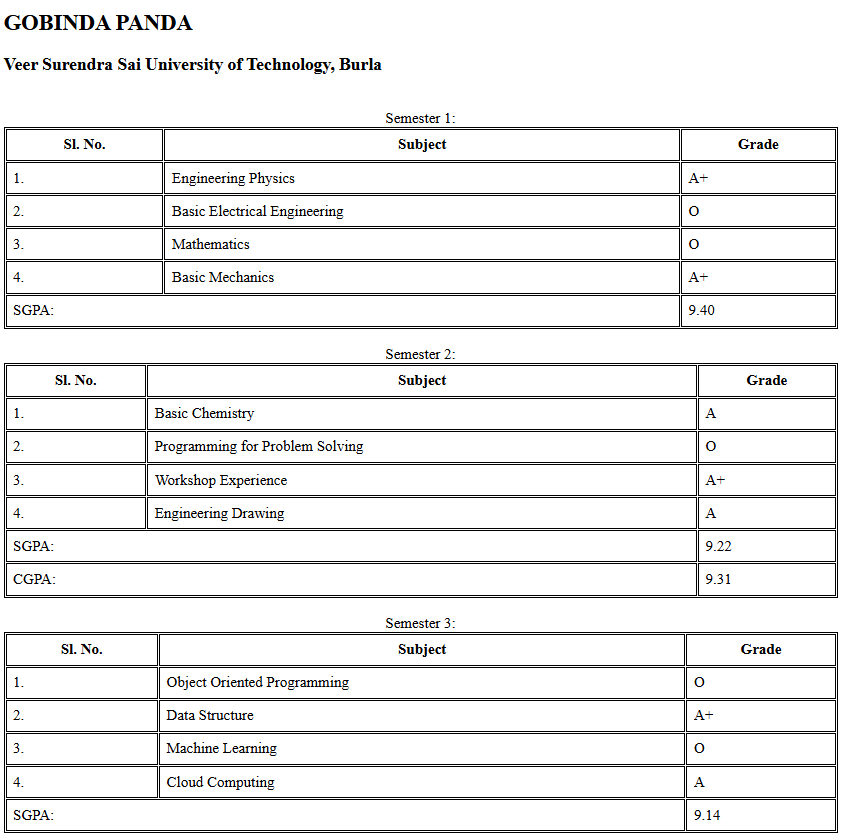 GOBINDA PANDA
Veer Surendra Sai University of Technology, Burla
Semester 1:
Sl. No. Subject Grade
1. Engineering Physics A+
2. Basic Electrical Engineering O
3. Mathematics O
4. Basic Mechanics A+
SGPA: 9.40
Semester 2:
Sl. No. Subject Grade
1. Basic Chemistry A
2. Programming for Problem Solving O
3. Workshop Experience A+
4. Engineering Drawing A
SGPA: 9.22
CGPA: 9.31
Semester 3:
Sl. No. Subject Grade
1. Object Oriented Programming O
2. Data Structure A+
3. Machine Learning O
4. Cloud Computing A
SGPA: 9.14